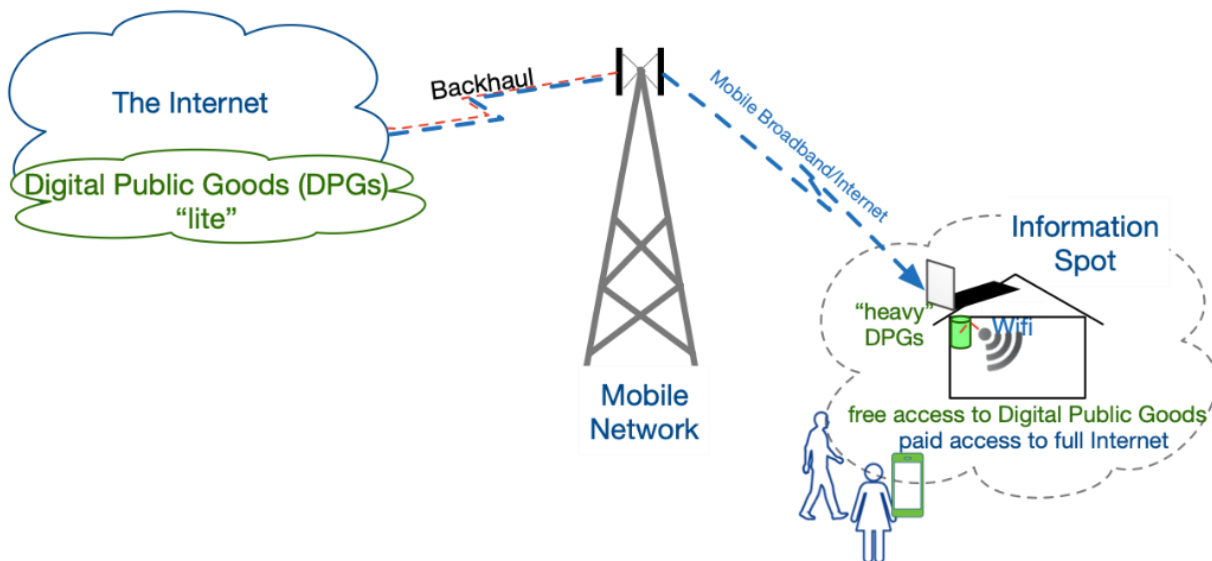 The Internet
Digital Public Goods (DPGs)
“lite”
Backhaul
Mobile
Network
Mobile Broadband/Internet
Information
Spot
“heavy”
DPGs
Wifi
free access to Digital Public Goods
paid access to full Internet